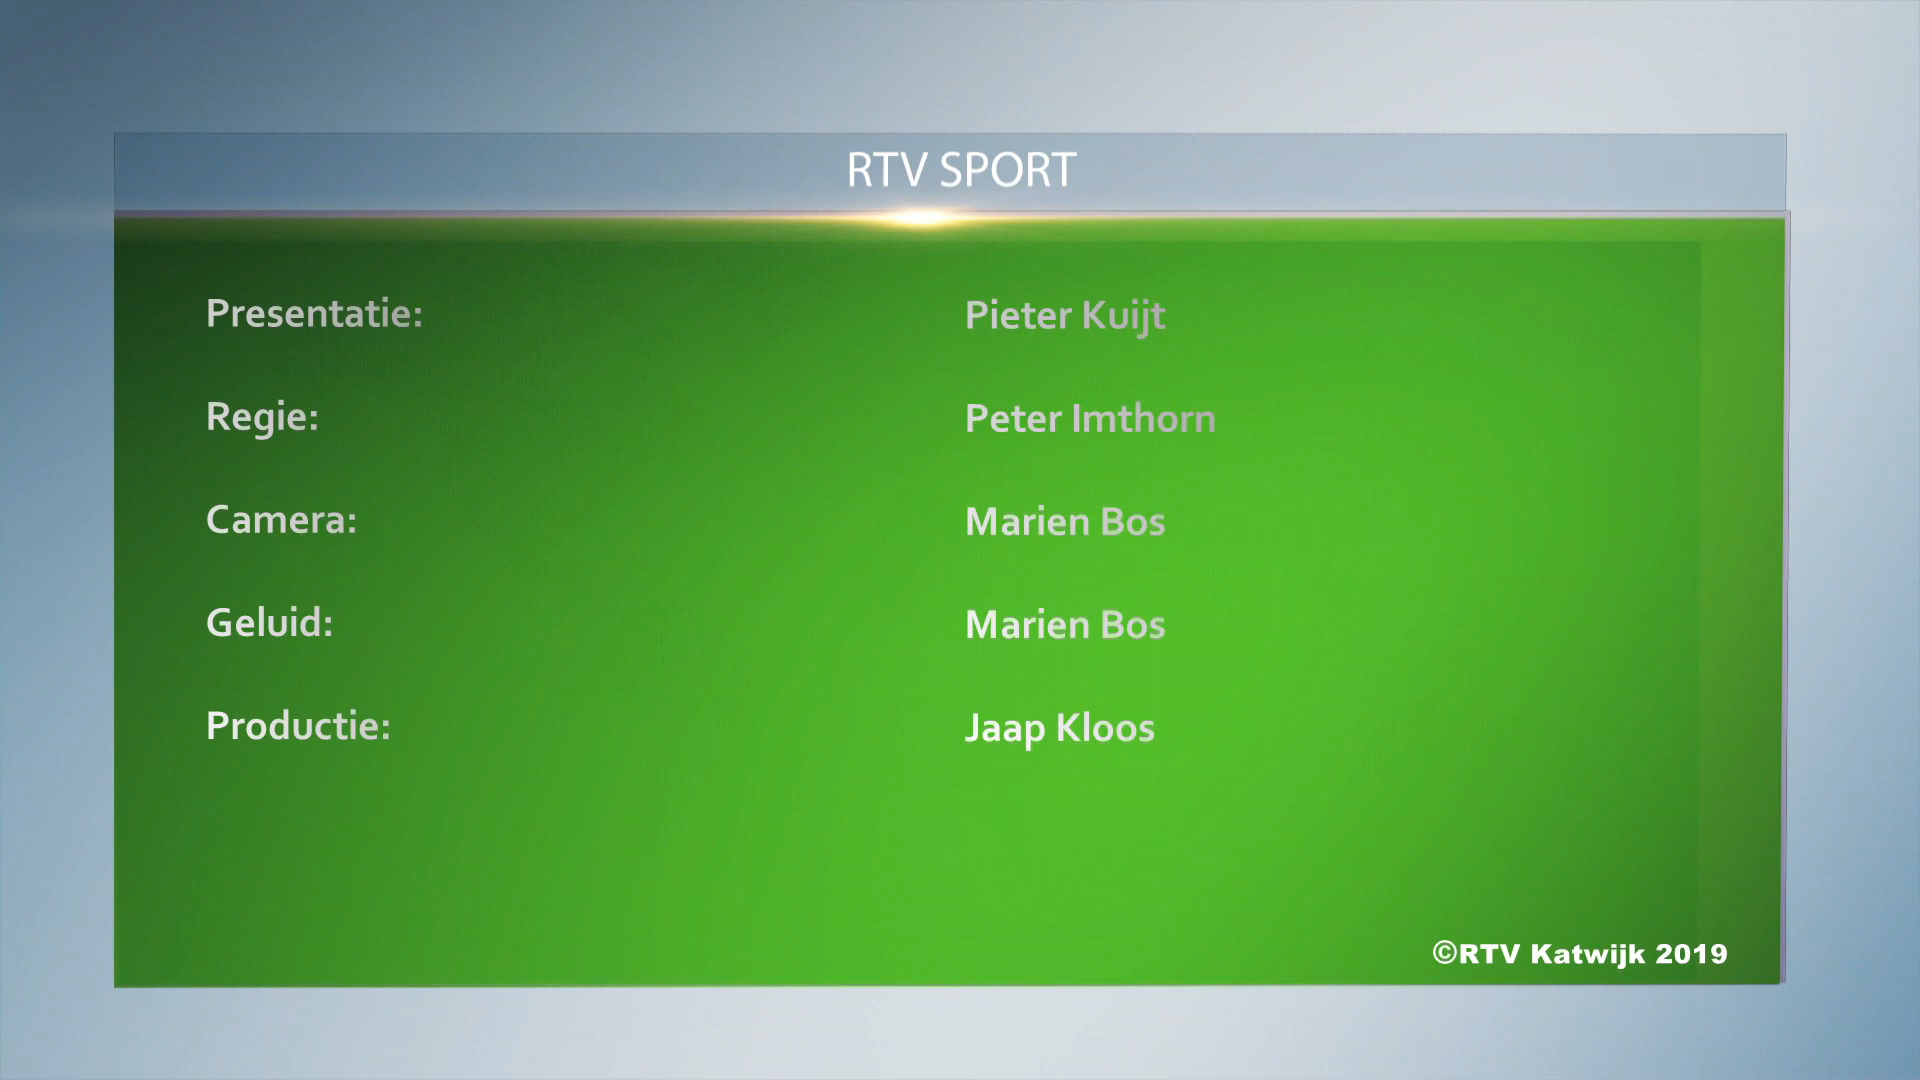 RTV SPORT
Presentatie: Pieter Kuijt
Regie: Peter Imthorn
Camera: Marien Bos
Geluid: Marien Bos
Productie: Jaap Kloos
©RTV Katwijk 2019